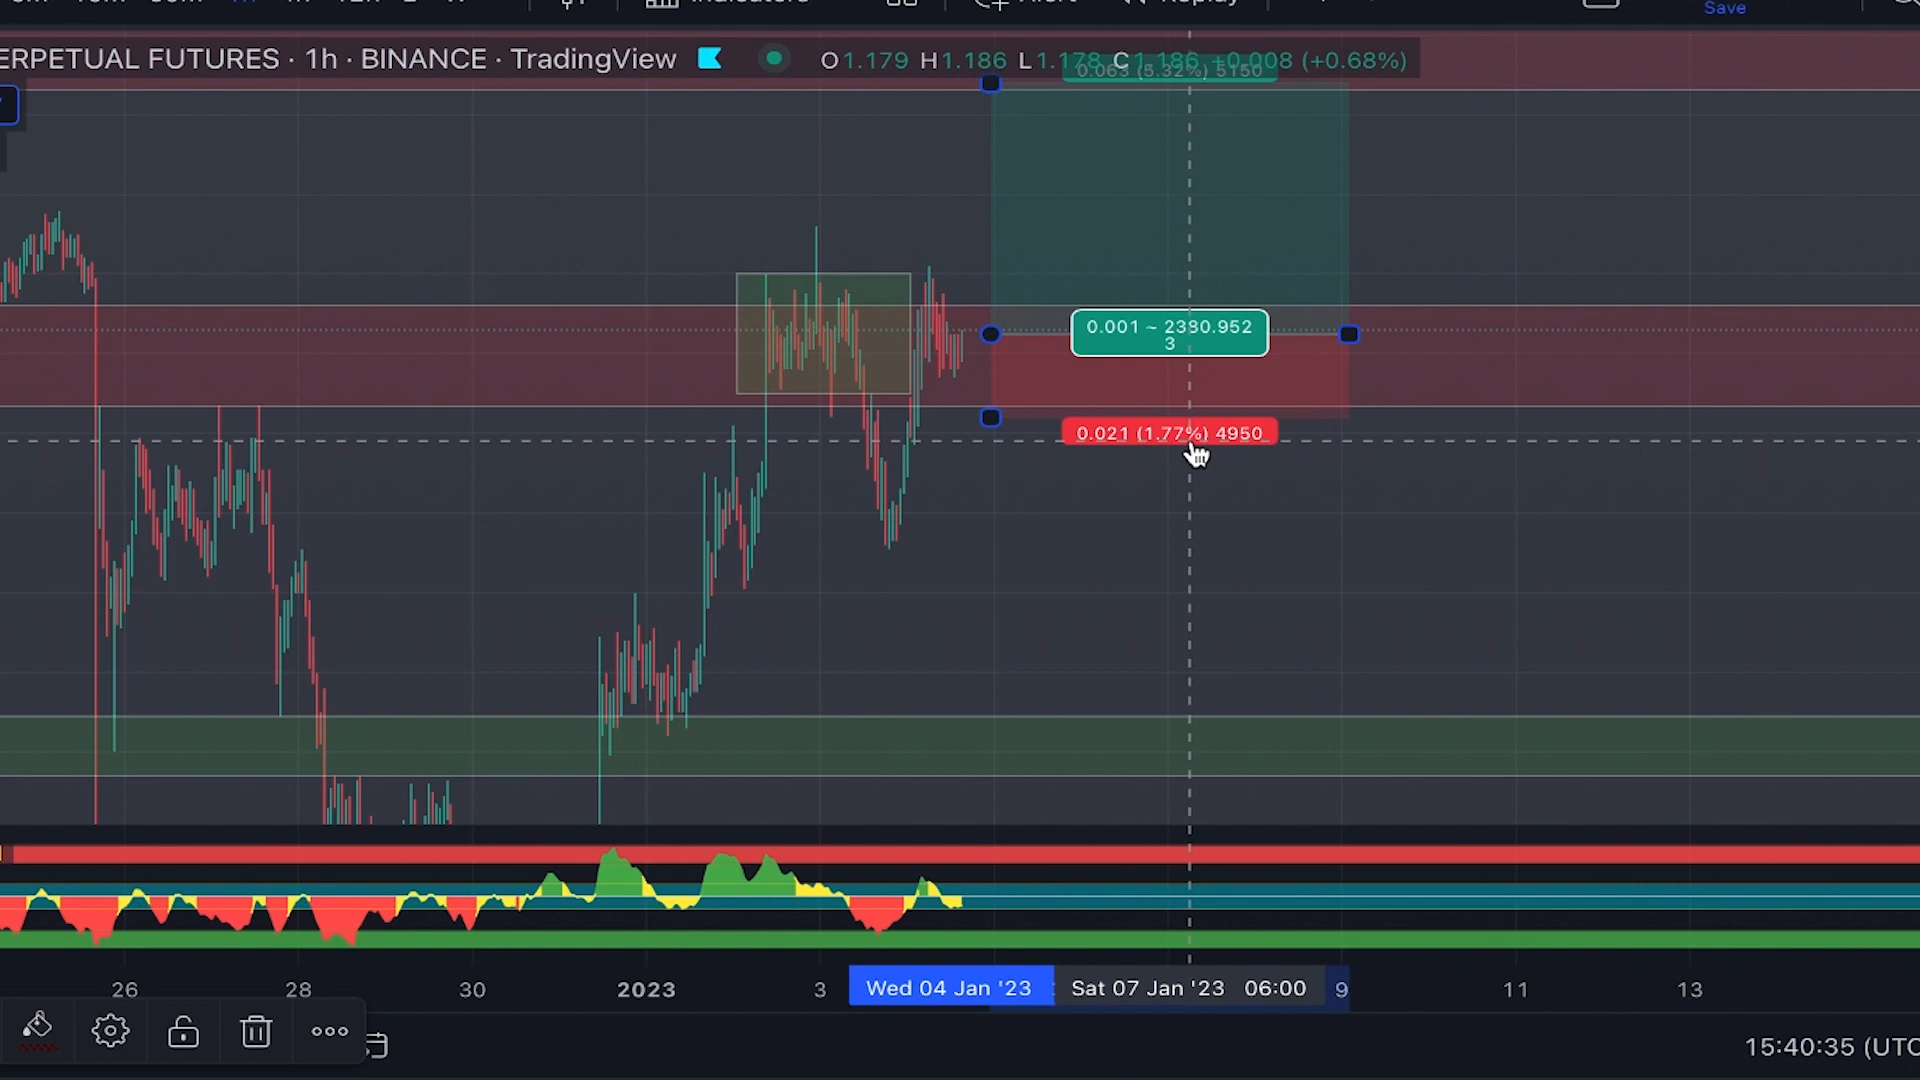 Indicators
Alert
Replay
Save
ERPETUAL FUTURES · 1h · BINANCE · TradingView
O1.179 H1.186 L1.178 C1.186 +0.008 (+0.68%)
0.063 (5.32%) 5150
0.001 ~ 2380.952
3
0.021 (1.77%) 4950
26 28 30 2023 3 Wed 04 Jan '23 Sat 07 Jan '23 06:00 9 11 13
15:40:35 (UTC